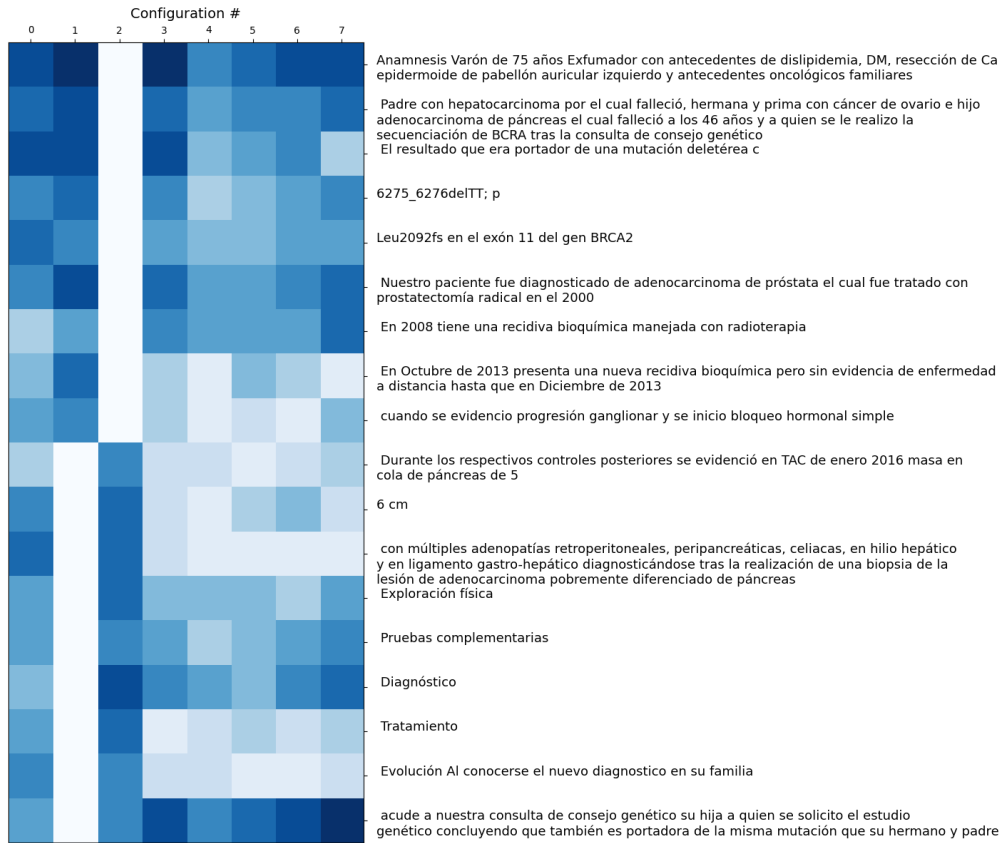 Configuration #
0 1 2 3 4 5 6 7
Anamnesis Varón de 75 años Exfumador con antecedentes de dislipidemia, DM, resección de Ca
epidermoide de pabellón auricular izquierdo y antecedentes oncológicos familiares
Padre con hepatocarcinoma por el cual falleció, hermana y prima con cáncer de ovario e hijo
adenocarcinoma de páncreas el cual falleció a los 46 años y a quien se le realizo la
secuenciación de BCRA tras la consulta de consejo genético
El resultado que era portador de una mutación deletérea c
6275_6276delTT; p
Leu2092fs en el exón 11 del gen BRCA2
Nuestro paciente fue diagnosticado de adenocarcinoma de próstata el cual fue tratado con
prostatectomía radical en el 2000
En 2008 tiene una recidiva bioquímica manejada con radioterapia
En Octubre de 2013 presenta una nueva recidiva bioquímica pero sin evidencia de enfermedad
a distancia hasta que en Diciembre de 2013
cuando se evidencio progresión ganglionar y se inicio bloqueo hormonal simple
Durante los respectivos controles posteriores se evidenció en TAC de enero 2016 masa en
cola de páncreas de 5
6 cm
con múltiples adenopatías retroperitoneales, peripancreáticas, celiacas, en hilio hepático
y en ligamento gastro-hepático diagnosticándose tras la realización de una biopsia de la
lesión de adenocarcinoma pobremente diferenciado de páncreas
Exploración física
Pruebas complementarias
Diagnóstico
Tratamiento
Evolución Al conocerse el nuevo diagnostico en su familia
acude a nuestra consulta de consejo genético su hija a quien se solicito el estudio
genético concluyendo que también es portadora de la misma mutación que su hermano y padre